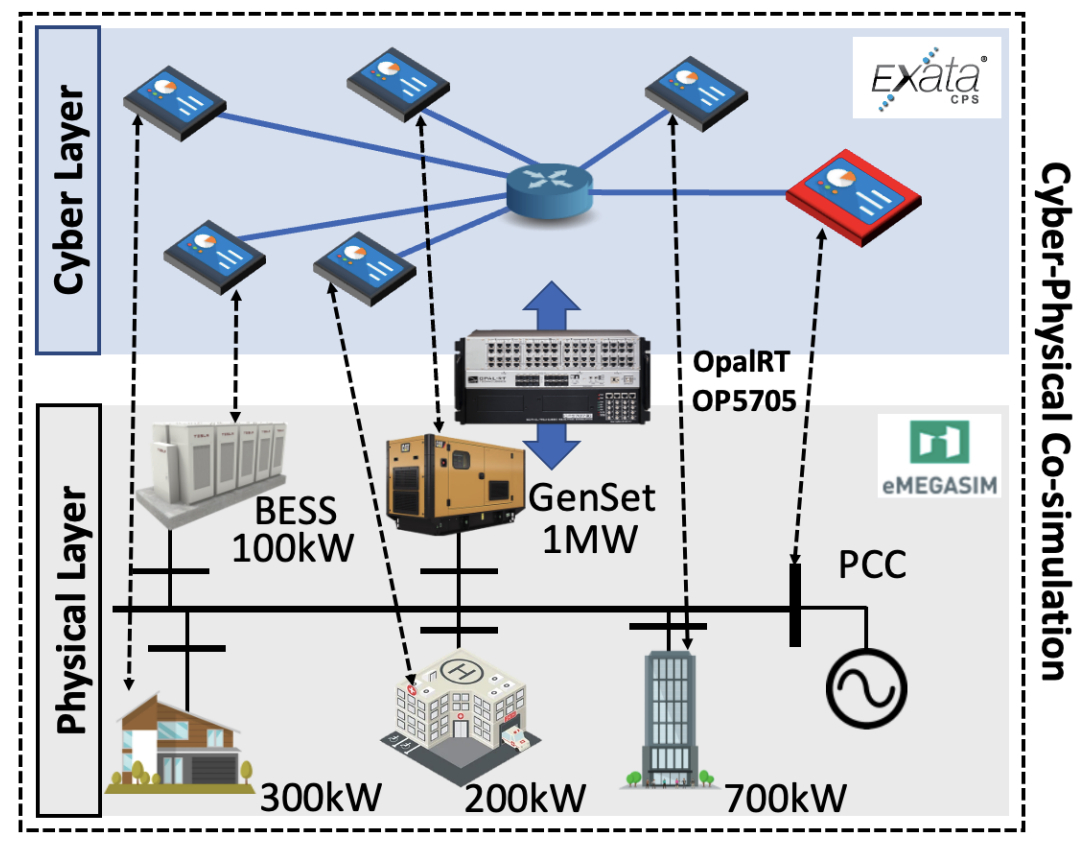 Cyber Layer
EXata®
CPS
OpalRT
OP5705
Cyber-Physical Co-simulation
Physical Layer
eMEGASIM
BESS
100kW
GenSet
1MW
PCC
300kW
200kW
700kW